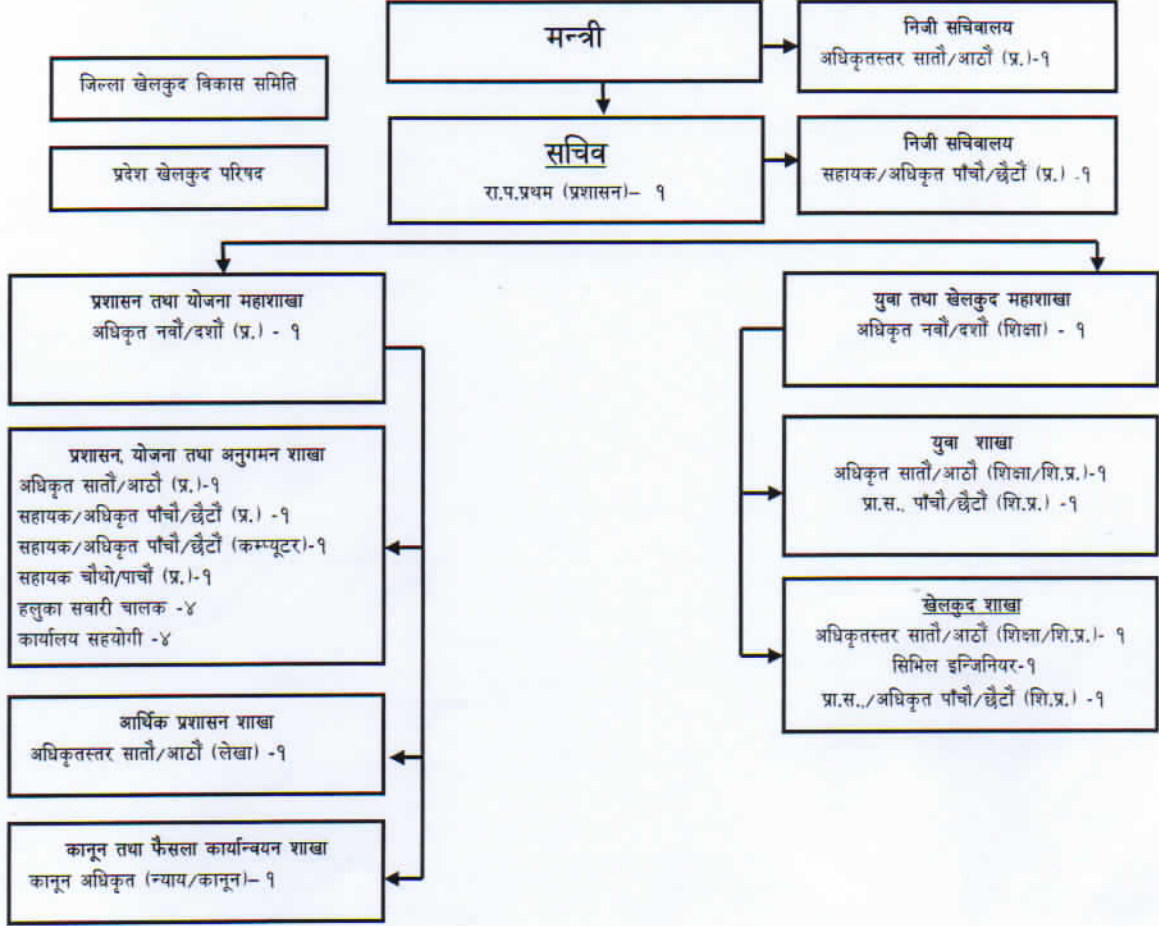 मन्त्री
निजी सचिवालय
अधिकृतस्तर सातौ/आठौं (प्र.)-१
जिल्ला खेलकुद विकास समिति
प्रदेश खेलकुद परिषद
सचिव
रा.प.प्रथम (प्रशासन)– १
निजी सचिवालय
सहायक/अधिकृत पाँचौ/छैटौं (प्र.) -१
प्रशासन तथा योजना महाशाखा
अधिकृत नवौं/दशौं (प्र.) - १
प्रशासन, योजना तथा अनुगमन शाखा
अधिकृत सातौ/आठौ (प्र.)-१
सहायक/अधिकृत पाँचौ/छैटौं (प्र.) -१
सहायक/अधिकृत पाँचौ/छैटौं (कम्प्यूटर)-१
सहायक चौथो/पाचौं (प्र.)-१
हलुका सवारी चालक -४
कार्यालय सहयोगी -४
आर्थिक प्रशासन शाखा
अधिकृतस्तर सातौ/आठौं (लेखा) -१
कानून तथा फैसला कार्यान्वयन शाखा
कानून अधिकृत (न्याय/कानून)– १
युवा तथा खेलकुद महाशाखा
अधिकृत नवौं/दशौं (शिक्षा) - १
युवा शाखा
अधिकृत सातौ/आठौं (शिक्षा/शि.प्र.)-१
प्रा.स., पाँचौ/छैटौं (शि.प्र.) -१
खेलकुद शाखा
अधिकृतस्तर सातौ/आठौं (शिक्षा/शि.प्र.)- १
सिभिल इन्जिनियर-१
प्रा.स.,/अधिकृत पाँचौ/छैटौं (शि.प्र.) -१